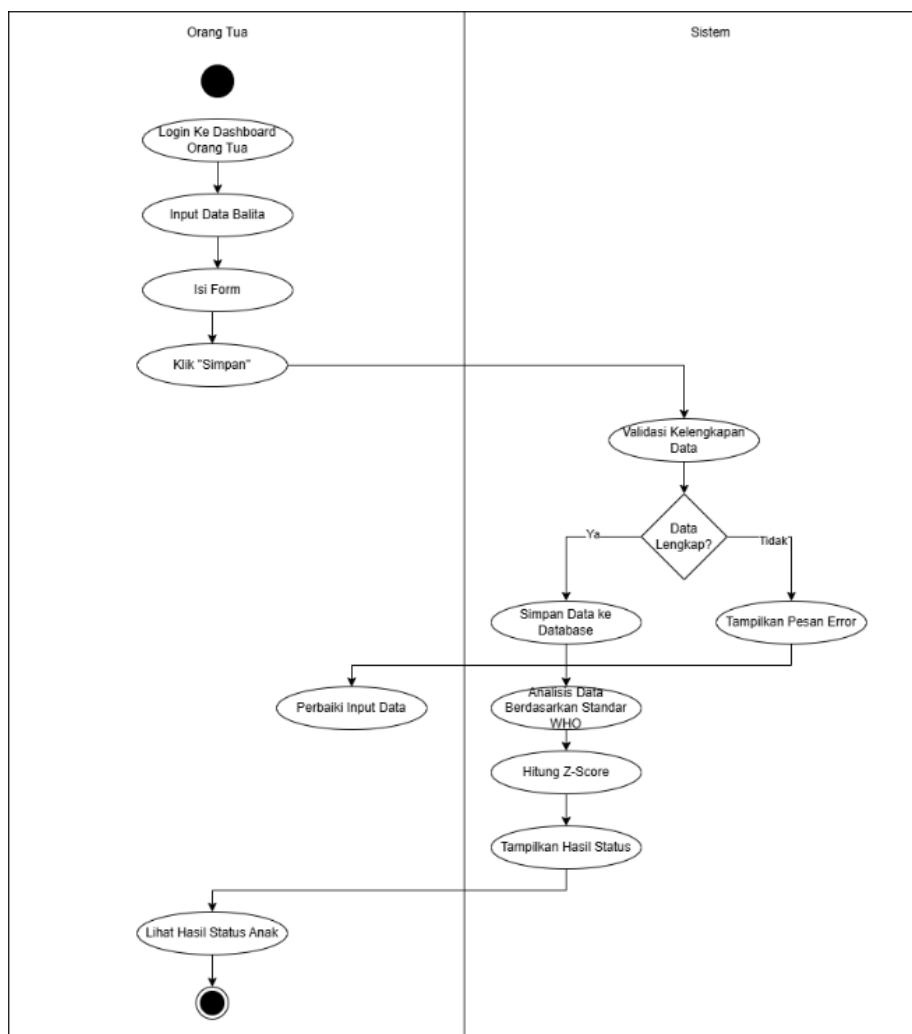 Orang Tua
Sistem
Login Ke Dashboard
Orang Tua
Input Data Balita
Isi Form
Klik "Simpan"
Validasi Kelengkapan
Data
Data
Lengkap?
Ya
Tidak
Simpan Data ke
Database
Tampilkan Pesan Error
Perbaiki Input Data
Analisis Data
Berdasarkan Standar
WHO
Hitung Z-Score
Tampilkan Hasil Status
Lihat Hasil Status Anak